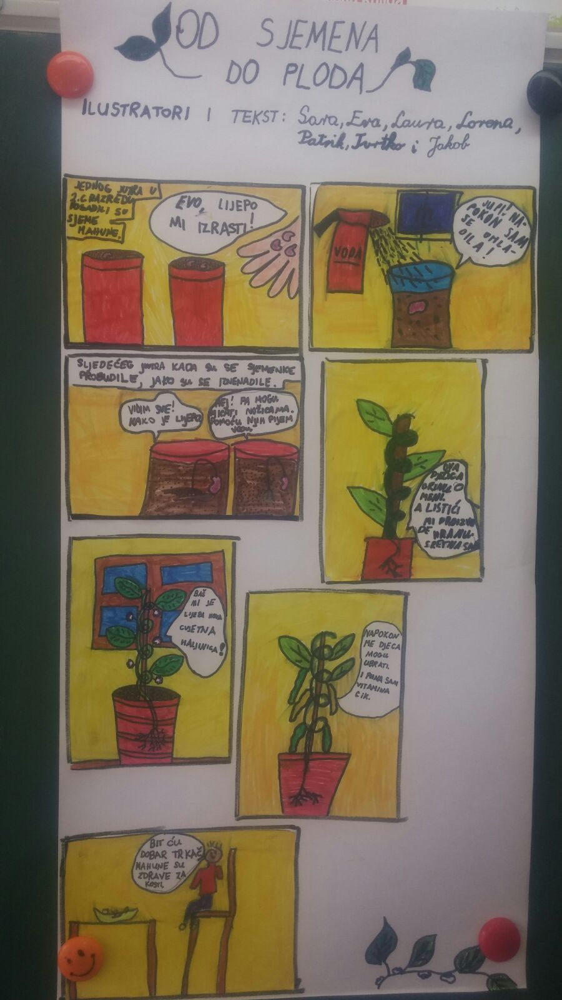 OD SJEMENA
DO PLODA
ILUSTRATORI I TEKST: Sara, Eva, Laura, Lorena,
Patrik, Tvrtko i Jakob
JEDNOG JUTRA U
2.C RAZREDU
POSADILI SU
SJEME
MAHUNE.
EVO, LIJEPO
MI IZRASTI!
VODA
JUPI! NA-
POKON SAM
SE OHLA-
DILA!
SLJEDEĆEG JUTRA KADA SU SE SJEMENKE
PROBUDILE, JAKO SU SE IZNENADILE.
VIDIM SVE!
KAKO JE LIJEPO
HEJ! PA MOGU
MIKATI NOŽICAMA.
POMOĆU NJIH PIJEM
VODU.
OVA
DJECA
BRINU O
MENI.
A LISTIĆI
MI PROIZVO
DE HRANU.
SRETNA SAM
BAŠ
MI JE
LIJEPA NOVA
CVJETNA
HALJINICA!
NAPOKON
ME DJECA
MOGU
UBRATI.
I PUNA SAM
VITAMINA
C I K.
BIT ĆU
DOBAR TRKAČ
MAHUNE SU
ZDRAVE ZA
KOSTI.